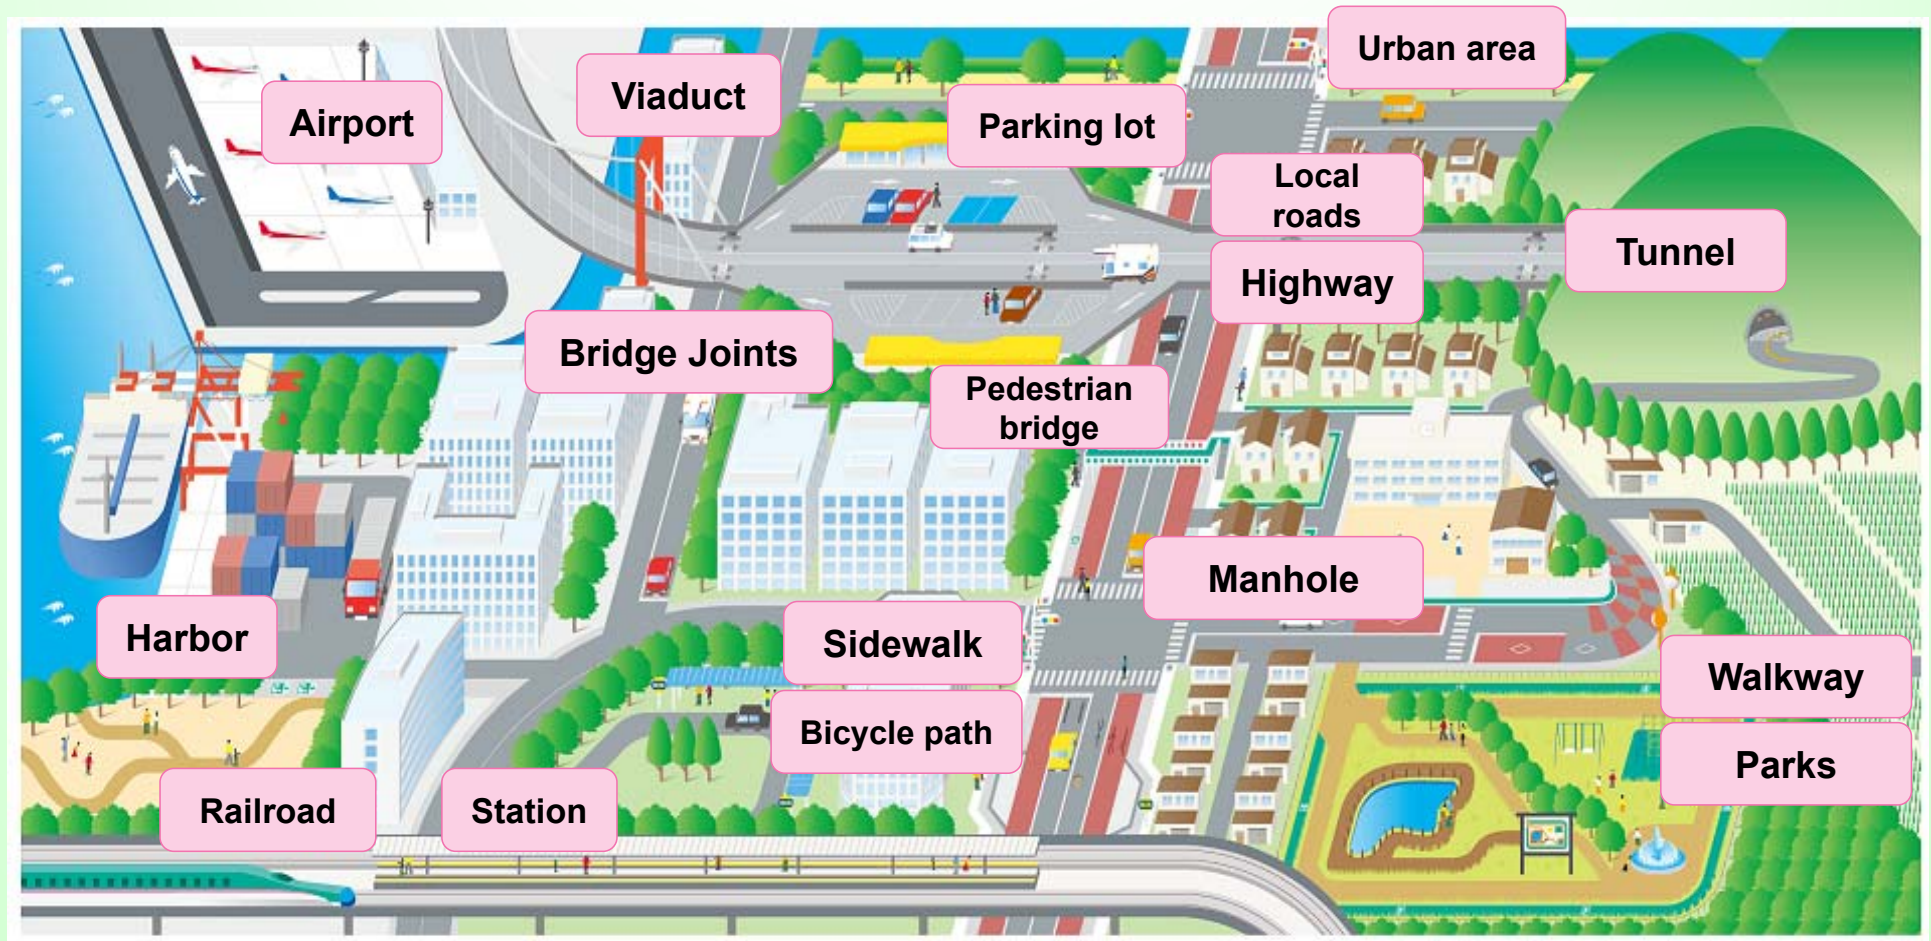 Urban area
Viaduct
Airport
Parking lot
Local
roads
Tunnel
Highway
Bridge Joints
Pedestrian
bridge
Manhole
Harbor
Sidewalk
Walkway
Bicycle path
Parks
Railroad
Station